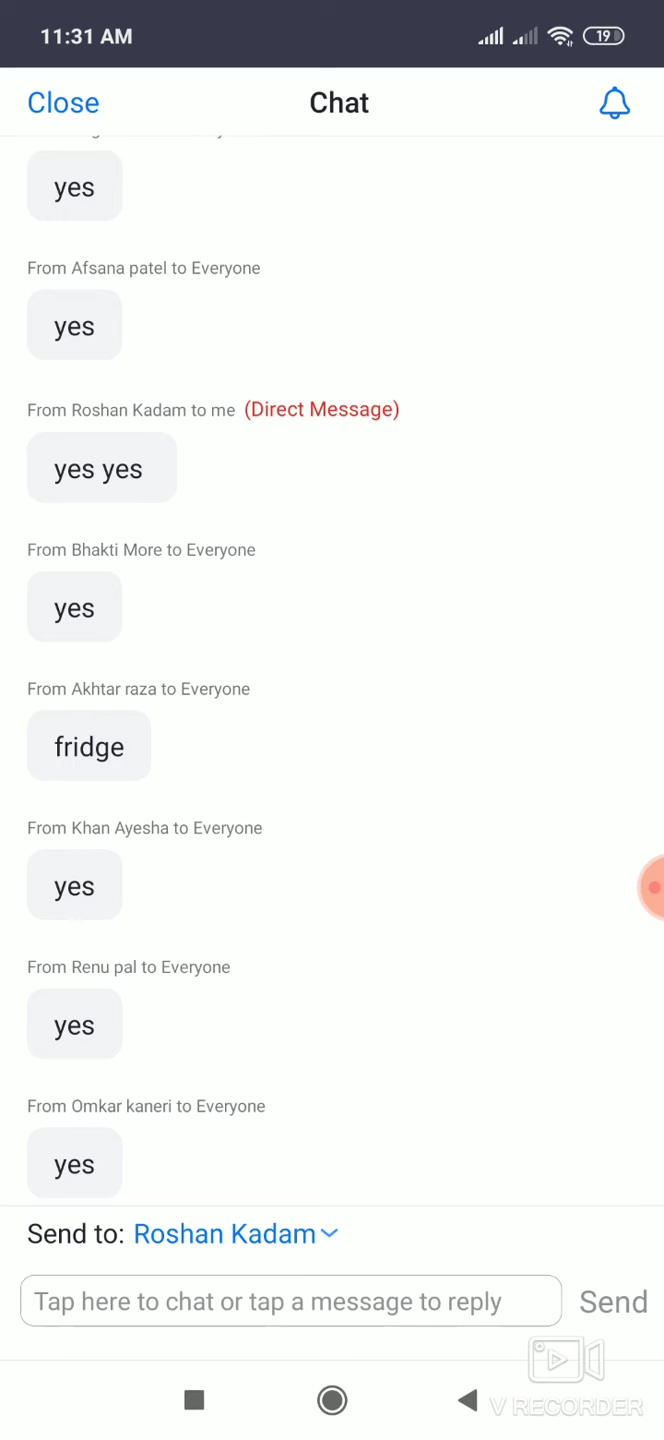 11:31 AM
19
Close
Chat
yes
From Afsana patel to Everyone
yes
From Roshan Kadam to me (Direct Message)
yes yes
From Bhakti More to Everyone
yes
From Akhtar raza to Everyone
fridge
From Khan Ayesha to Everyone
yes
From Renu pal to Everyone
yes
From Omkar kaneri to Everyone
yes
Send to: Roshan Kadam
Tap here to chat or tap a message to reply
Send
V RECORDER